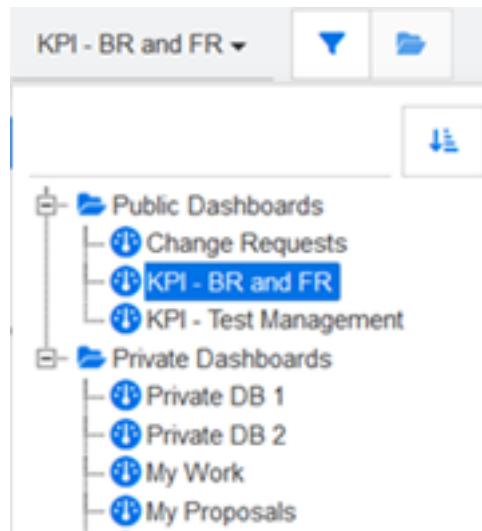 KPI - BR and FR
Public Dashboards
Change Requests
KPI - BR and FR
KPI - Test Management
Private Dashboards
Private DB 1
Private DB 2
My Work
My Proposals